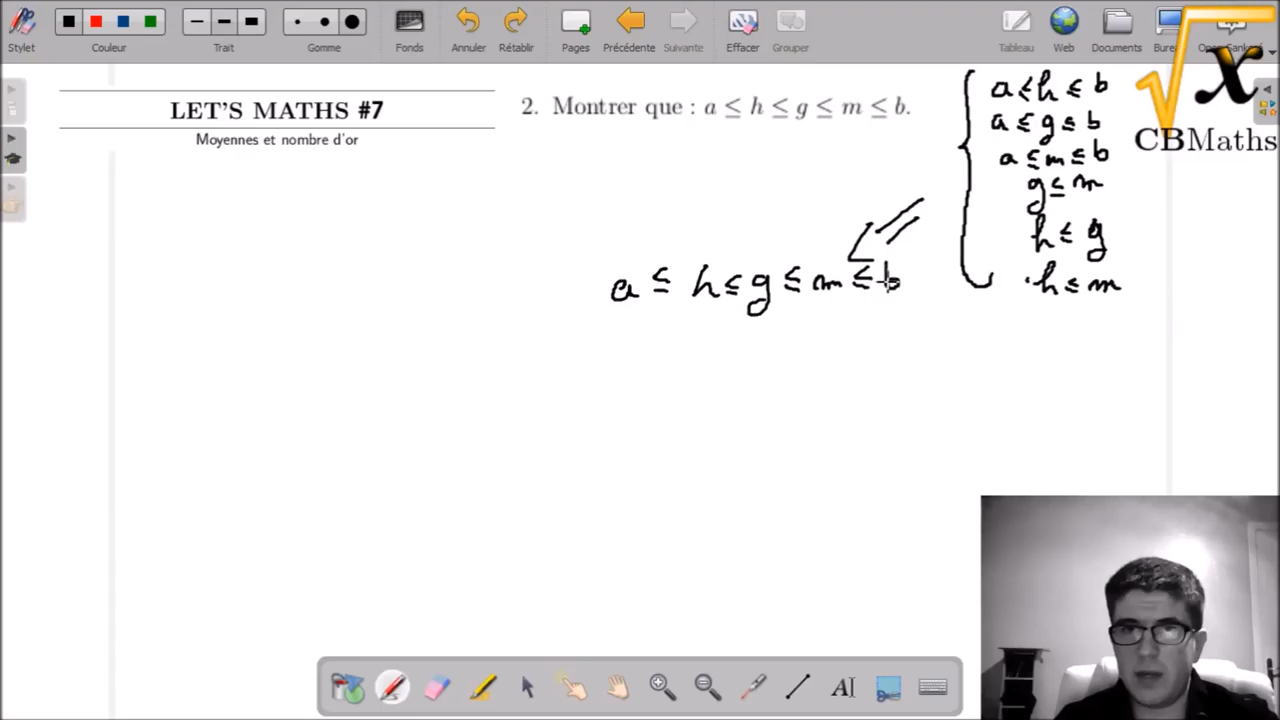 Stylet Couleur Trait Gomme Fonds Annuler Rétablir Pages Précédente Suivante Effacer Grouper Tableau Web Documents
LET'S MATHS #7
Moyennes et nombre d'or
2. Montrer que : a ≤ h ≤ g ≤ m ≤ b.
a ≤ h ≤ b
a ≤ g ≤ b
a ≤ m ≤ b
g ≤ m
h ≤ g
h ≤ m
a ≤ h ≤ g ≤ m ≤ b
√x
CBMaths
AI